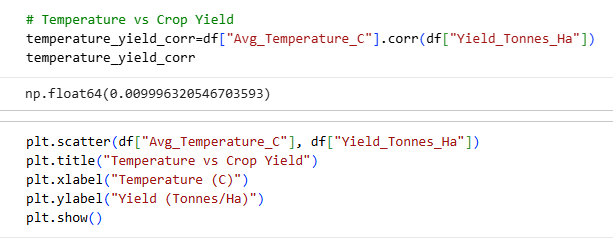 # Temperature vs Crop Yield
temperature_yield_corr=df["Avg_Temperature_C"].corr(df["Yield_Tonnes_Ha"])
temperature_yield_corr
np.float64(0.009996320546703593)
plt.scatter(df["Avg_Temperature_C"], df["Yield_Tonnes_Ha"])
plt.title("Temperature vs Crop Yield")
plt.xlabel("Temperature (C)")
plt.ylabel("Yield (Tonnes/Ha)")
plt.show()